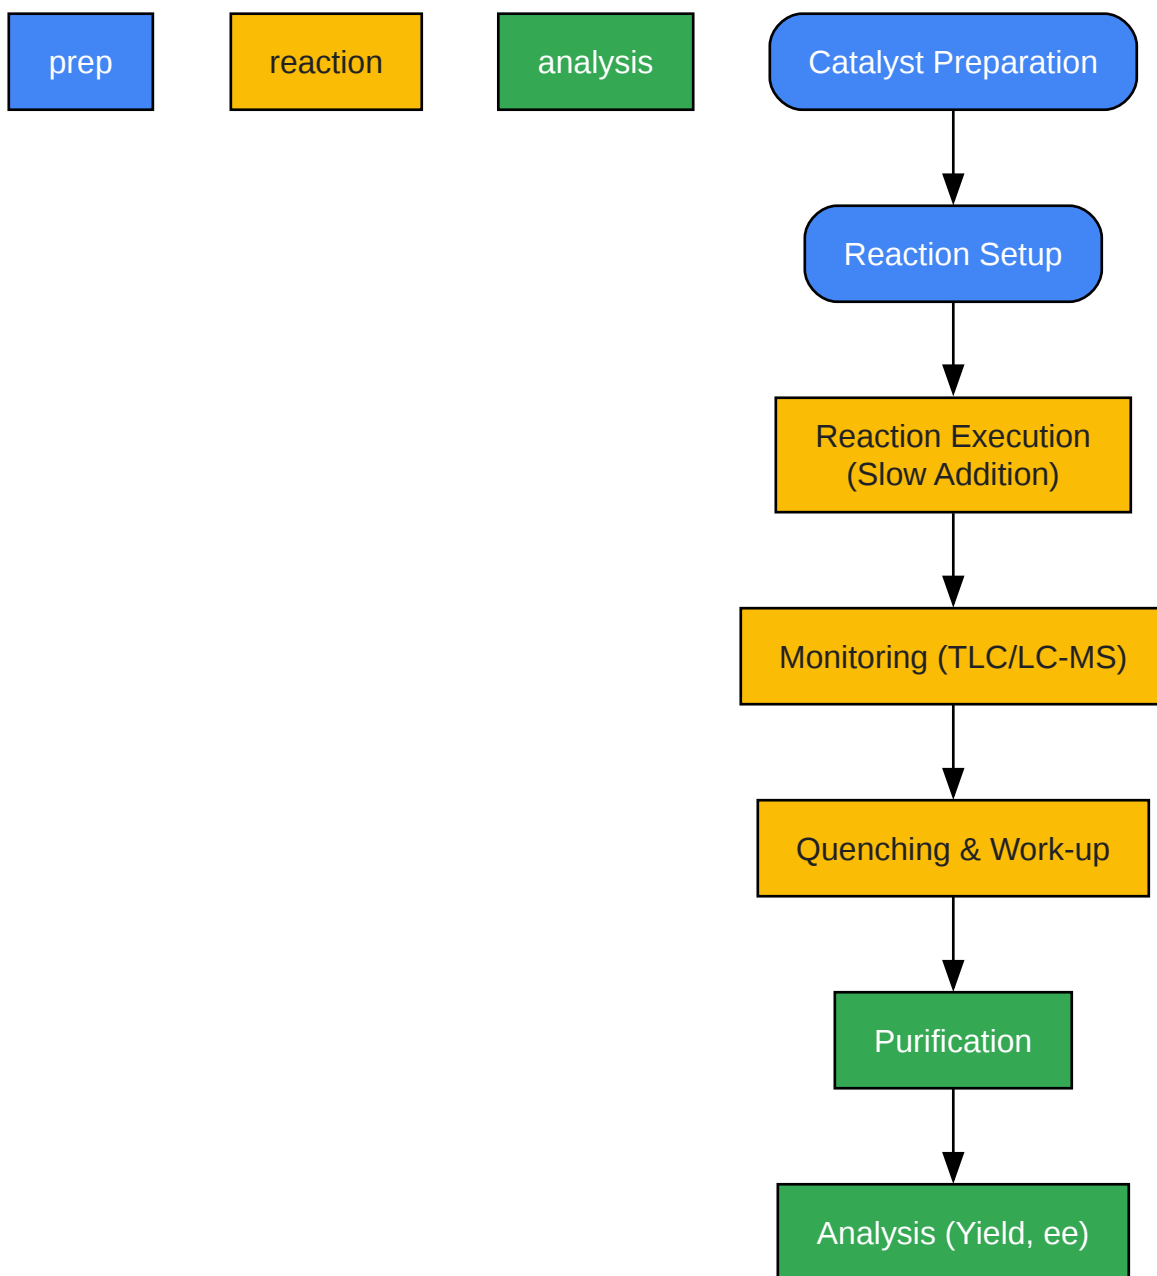 prep
reaction
analysis
Catalyst Preparation
Reaction Setup
Reaction Execution
(Slow Addition)
Monitoring (TLC/LC-MS)
Quenching & Work-up
Purification
Analysis (Yield, ee)